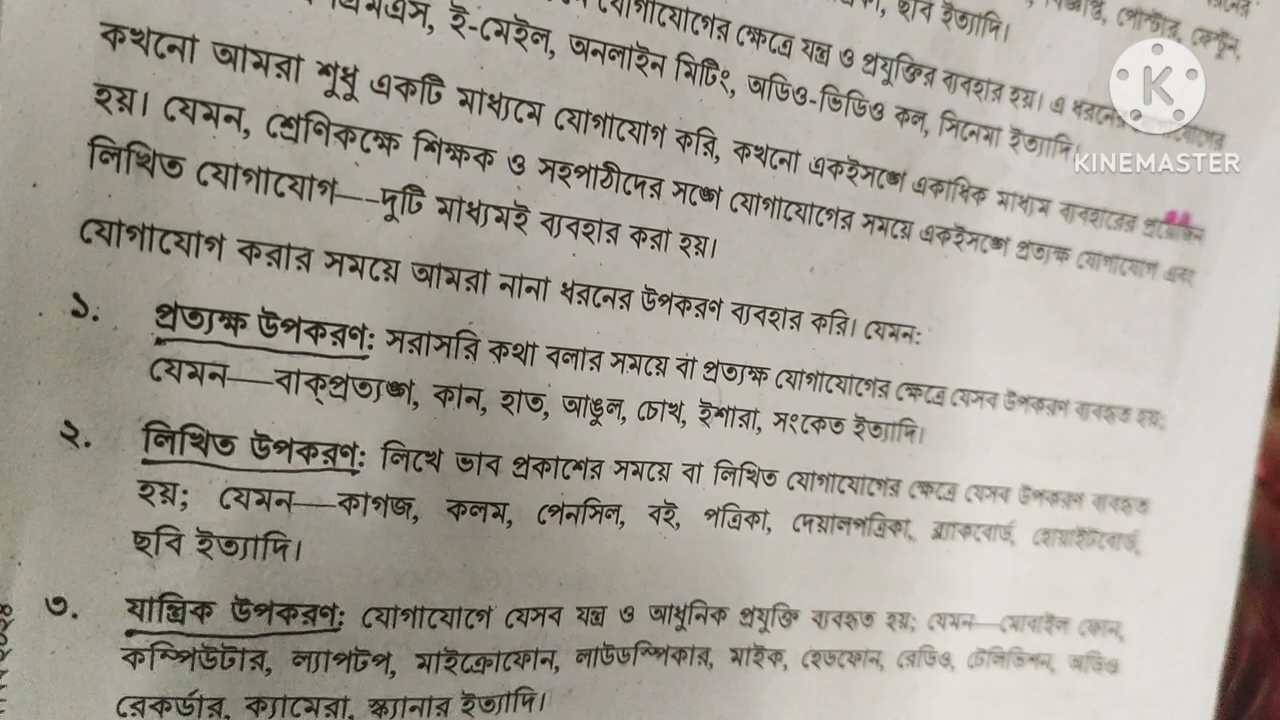 ছবি ইত্যাদি।
এমএস, ই-মেইল, অনলাইন মিটিং, অডিও-ভিডিও কল, সিনেমা ইত্যাদি।
যোগাযোগের ক্ষেত্রে যন্ত্র ও প্রযুক্তির ব্যবহার হয়। এ ধরনের
কখনো আমরা শুধু একটি মাধ্যমে যোগাযোগ করি, কখনো একইসঙ্গে একাধিক মাধ্যম ব্যবহারের প্রয়োজন
হয়। যেমন, শ্রেণিকক্ষে শিক্ষক ও সহপাঠীদের সঙ্গে যোগাযোগের সময়ে একইসঙ্গে প্রত্যক্ষ যোগাযোগ এবং
লিখিত যোগাযোগ—দুটি মাধ্যমই ব্যবহার করা হয়।
যোগাযোগ করার সময়ে আমরা নানা ধরনের উপকরণ ব্যবহার করি। যেমন:
১. প্রত্যক্ষ উপকরণ: সরাসরি কথা বলার সময়ে বা প্রত্যক্ষ যোগাযোগের ক্ষেত্রে যেসব উপকরণ ব্যবহৃত হয়;
যেমন—বাক্‌প্রত্যঙ্গ, কান, হাত, আঙুল, চোখ, ইশারা, সংকেত ইত্যাদি।
২. লিখিত উপকরণ: লিখে ভাব প্রকাশের সময়ে বা লিখিত যোগাযোগের ক্ষেত্রে যেসব উপকরণ ব্যবহৃত
হয়; যেমন—কাগজ, কলম, পেনসিল, বই, পত্রিকা, দেয়ালপত্রিকা, ব্ল্যাকবোর্ড, হোয়াইটবোর্ড,
ছবি ইত্যাদি।
৩. যান্ত্রিক উপকরণ: যোগাযোগে যেসব যন্ত্র ও আধুনিক প্রযুক্তি ব্যবহৃত হয়; যেমন—মোবাইল ফোন,
কম্পিউটার, ল্যাপটপ, মাইক্রোফোন, লাউডস্পিকার, মাইক, হেডফোন, রেডিও, টেলিভিশন, অডিও
রেকর্ডার, ক্যামেরা, স্ক্যানার ইত্যাদি।
K
KINEMASTER